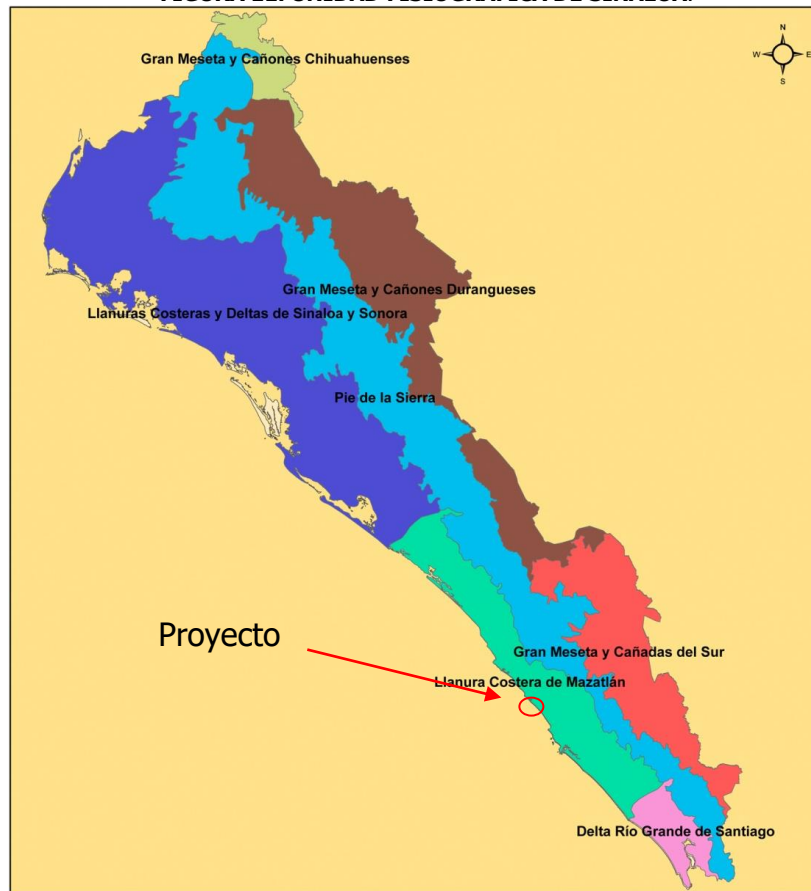 N
W E
S
Gran Meseta y Cañones Chihuahuenses
Gran Meseta y Cañones Durangueses
Llanuras Costeras y Deltas de Sinaloa y Sonora
Pie de la Sierra
Proyecto
Gran Meseta y Cañadas del Sur
Llanura Costera de Mazatlán
Delta Río Grande de Santiago